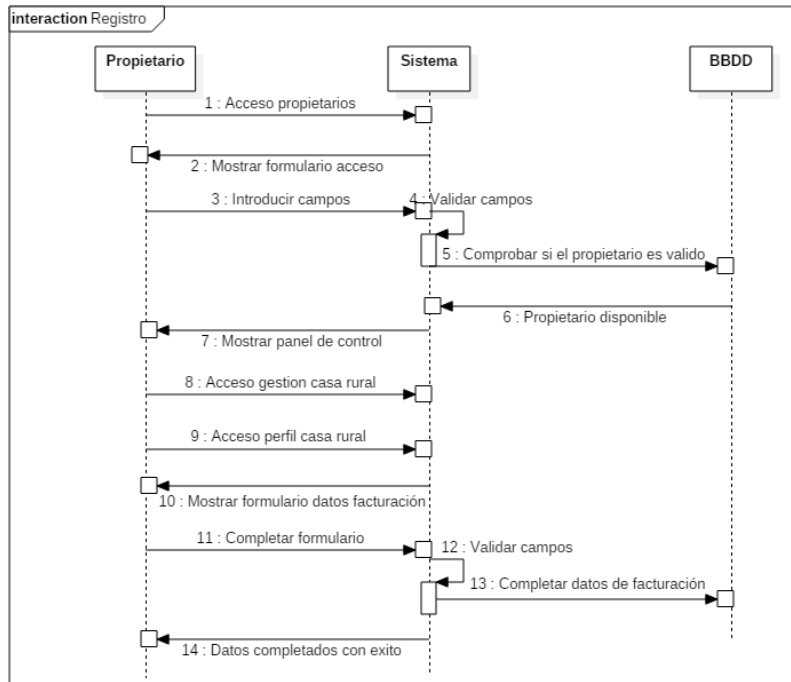 interaction Registro
Propietario
Sistema
BBDD
1 : Acceso propietarios
2 : Mostrar formulario acceso
3 : Introducir campos
4 : Validar campos
5 : Comprobar si el propietario es valido
6 : Propietario disponible
7 : Mostrar panel de control
8 : Acceso gestion casa rural
9 : Acceso perfil casa rural
10 : Mostrar formulario datos facturación
11 : Completar formulario
12 : Validar campos
13 : Completar datos de facturación
14 : Datos completados con exito